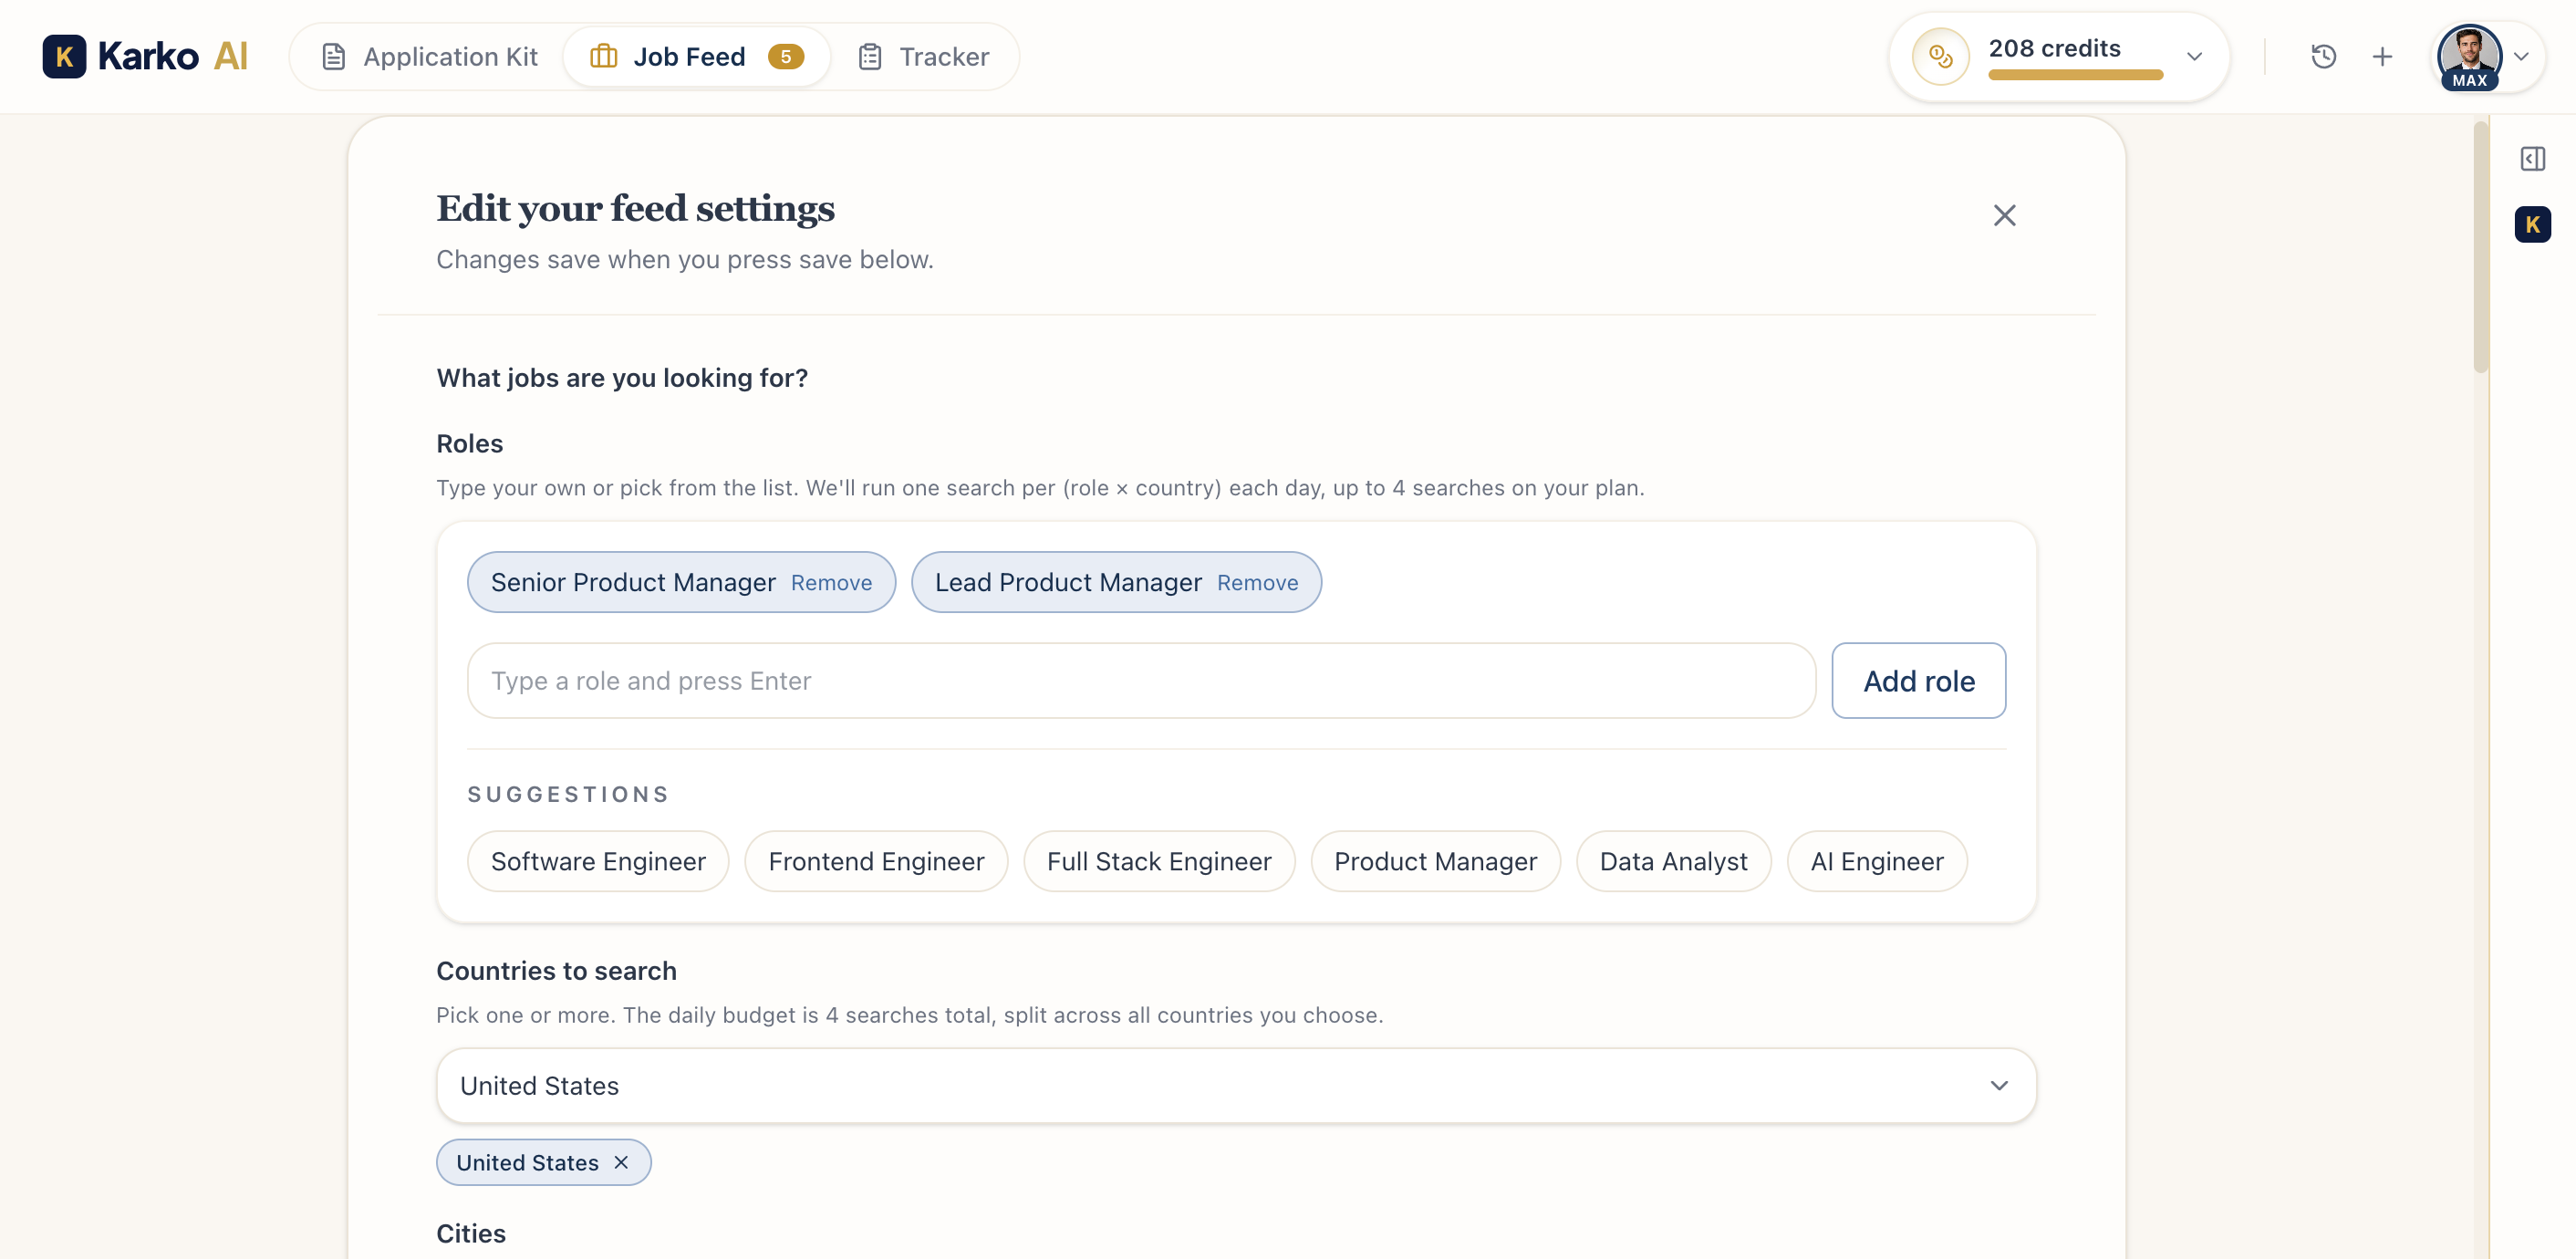 K Karko AI
Application Kit
Job Feed 5
Tracker
208 credits
MAX
K
Edit your feed settings
Changes save when you press save below.
What jobs are you looking for?
Roles
Type your own or pick from the list. We'll run one search per (role × country) each day, up to 4 searches on your plan.
Senior Product Manager Remove
Lead Product Manager Remove
Type a role and press Enter
Add role
SUGGESTIONS
Software Engineer
Frontend Engineer
Full Stack Engineer
Product Manager
Data Analyst
AI Engineer
Countries to search
Pick one or more. The daily budget is 4 searches total, split across all countries you choose.
United States
United States
Cities